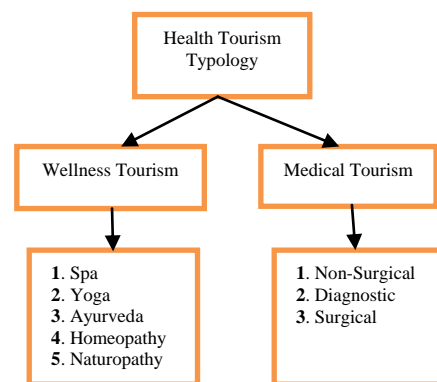 Health Tourism
Typology
Wellness Tourism
Medical Tourism
1. Spa
2. Yoga
3. Ayurveda
4. Homeopathy
5. Naturopathy
1. Non-Surgical
2. Diagnostic
3. Surgical